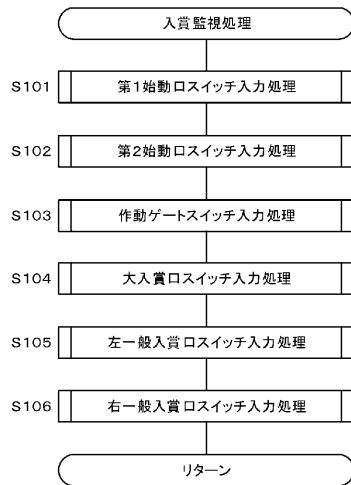 入賞監視処理
S101 第1始動口スイッチ入力処理
S102 第2始動口スイッチ入力処理
S103 作動ゲートスイッチ入力処理
S104 大入賞口スイッチ入力処理
S105 左一般入賞口スイッチ入力処理
S106 右一般入賞口スイッチ入力処理
リターン